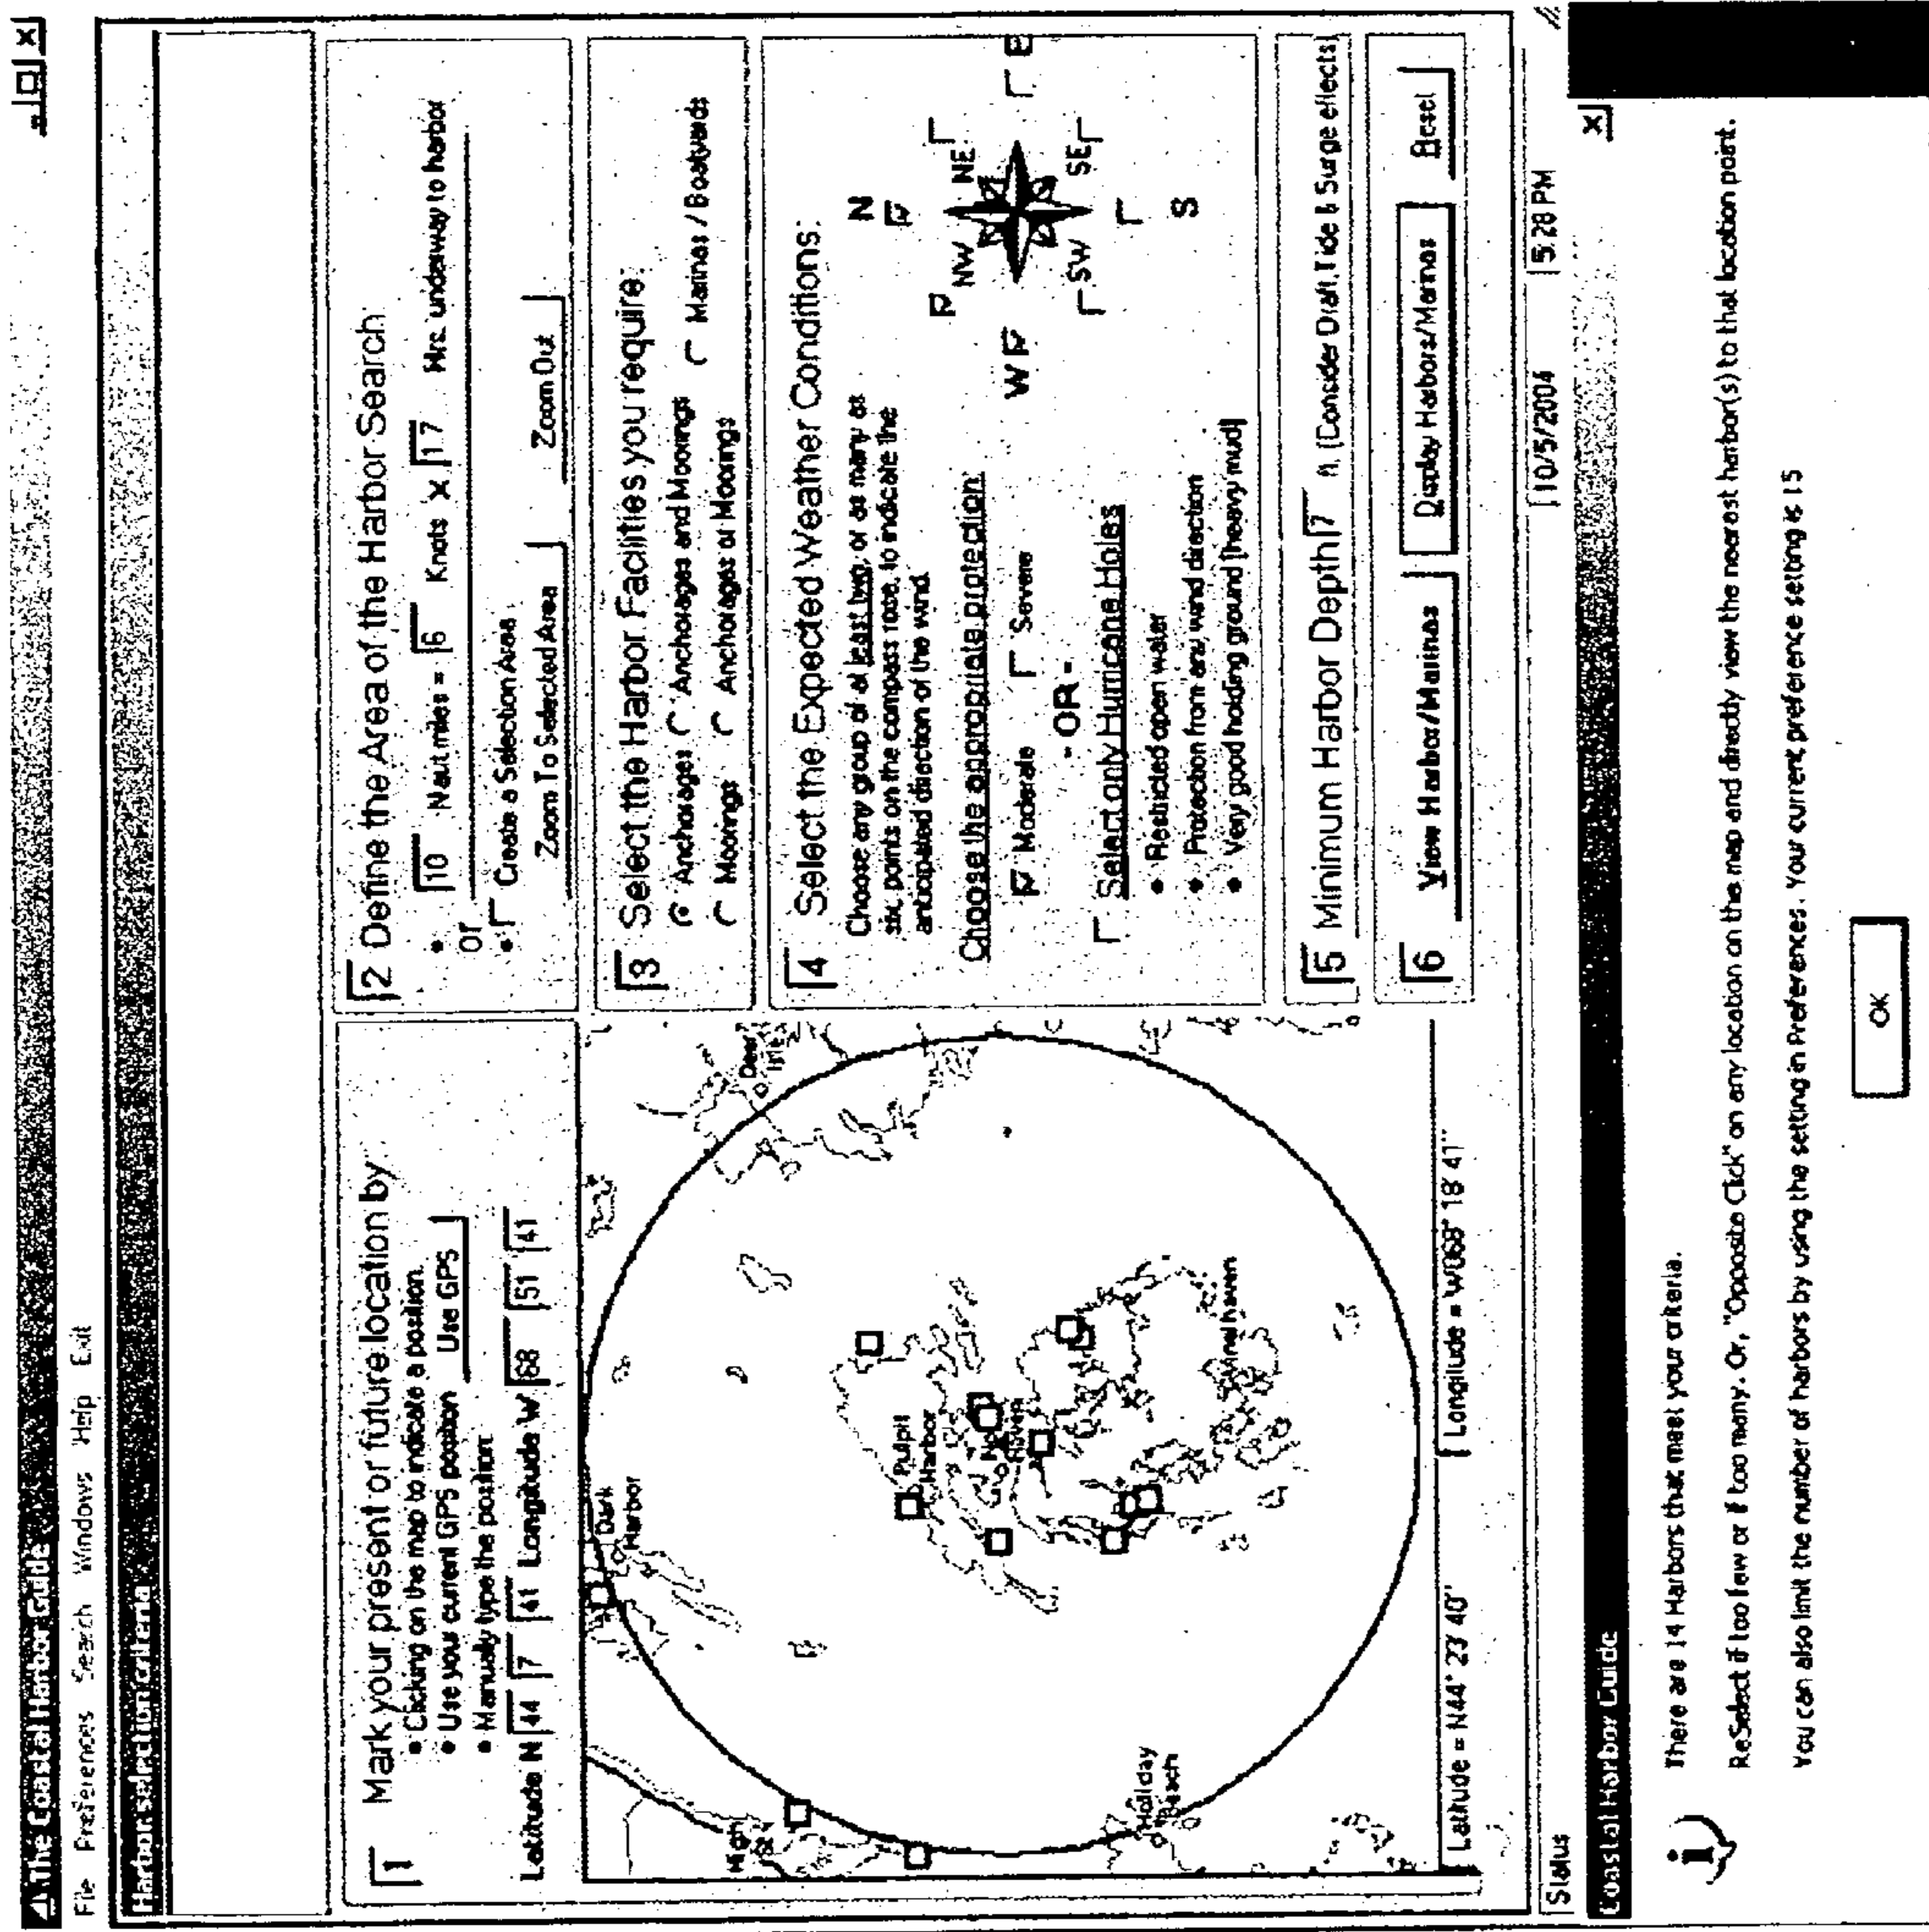 The Coastal Harbor Guide
File Preferences Search Windows Help Exit
Harbor selection criteria
1 Mark your present or future location by:
• Clicking on the map to indicate a position.
• Use your current GPS position Use GPS
• Manually type the position:
Latitude N 44 7 41 Longitude W 68 51 41
Dark
Harbor
Deer
Isle
High
Pulpit
Harbor
Haven
Vinalhaven
Holiday
Beach
Latitude = N44° 23' 40" Longitude = W068° 18' 41"
2 Define the Area of the Harbor Search:
• 10 Naut miles = 6 Knots X 1.7 Hrs. underway to harbor
or
• Create a Selection Area
Zoom To Selected Area Zoom Out
3 Select the Harbor Facilities you require:
Anchorages Anchorages and Moorings
Moorings Anchorages or Moorings Marinas / Boatyards
4 Select the Expected Weather Conditions:
Choose any group of at least two, or as many as
six, points on the compass rose, to indicate the
anticipated direction of the wind.
Choose the appropriate protection:
Moderate Severe
- OR -
Select only Hurricane Holes
• Restricted open water
• Protection from any wind direction
• Very good holding ground [heavy mud]
N
NW NE
W E
SW SE
S
5 Minimum Harbor Depth 7 ft. (Consider Draft, Tide & Surge effects)
6 View Harbor/Marinas Display Harbors/Marinas Reset
Status 10/5/2004 5:28 PM
Coastal Harbor Guide
There are 14 Harbors that meet your criteria.
ReSelect if too few or if too many. Or, "Opposite Click" on any location on the map and directly view the nearest harbor(s) to that location point.
You can also limit the number of harbors by using the setting in Preferences. Your current preference setting is 15
OK